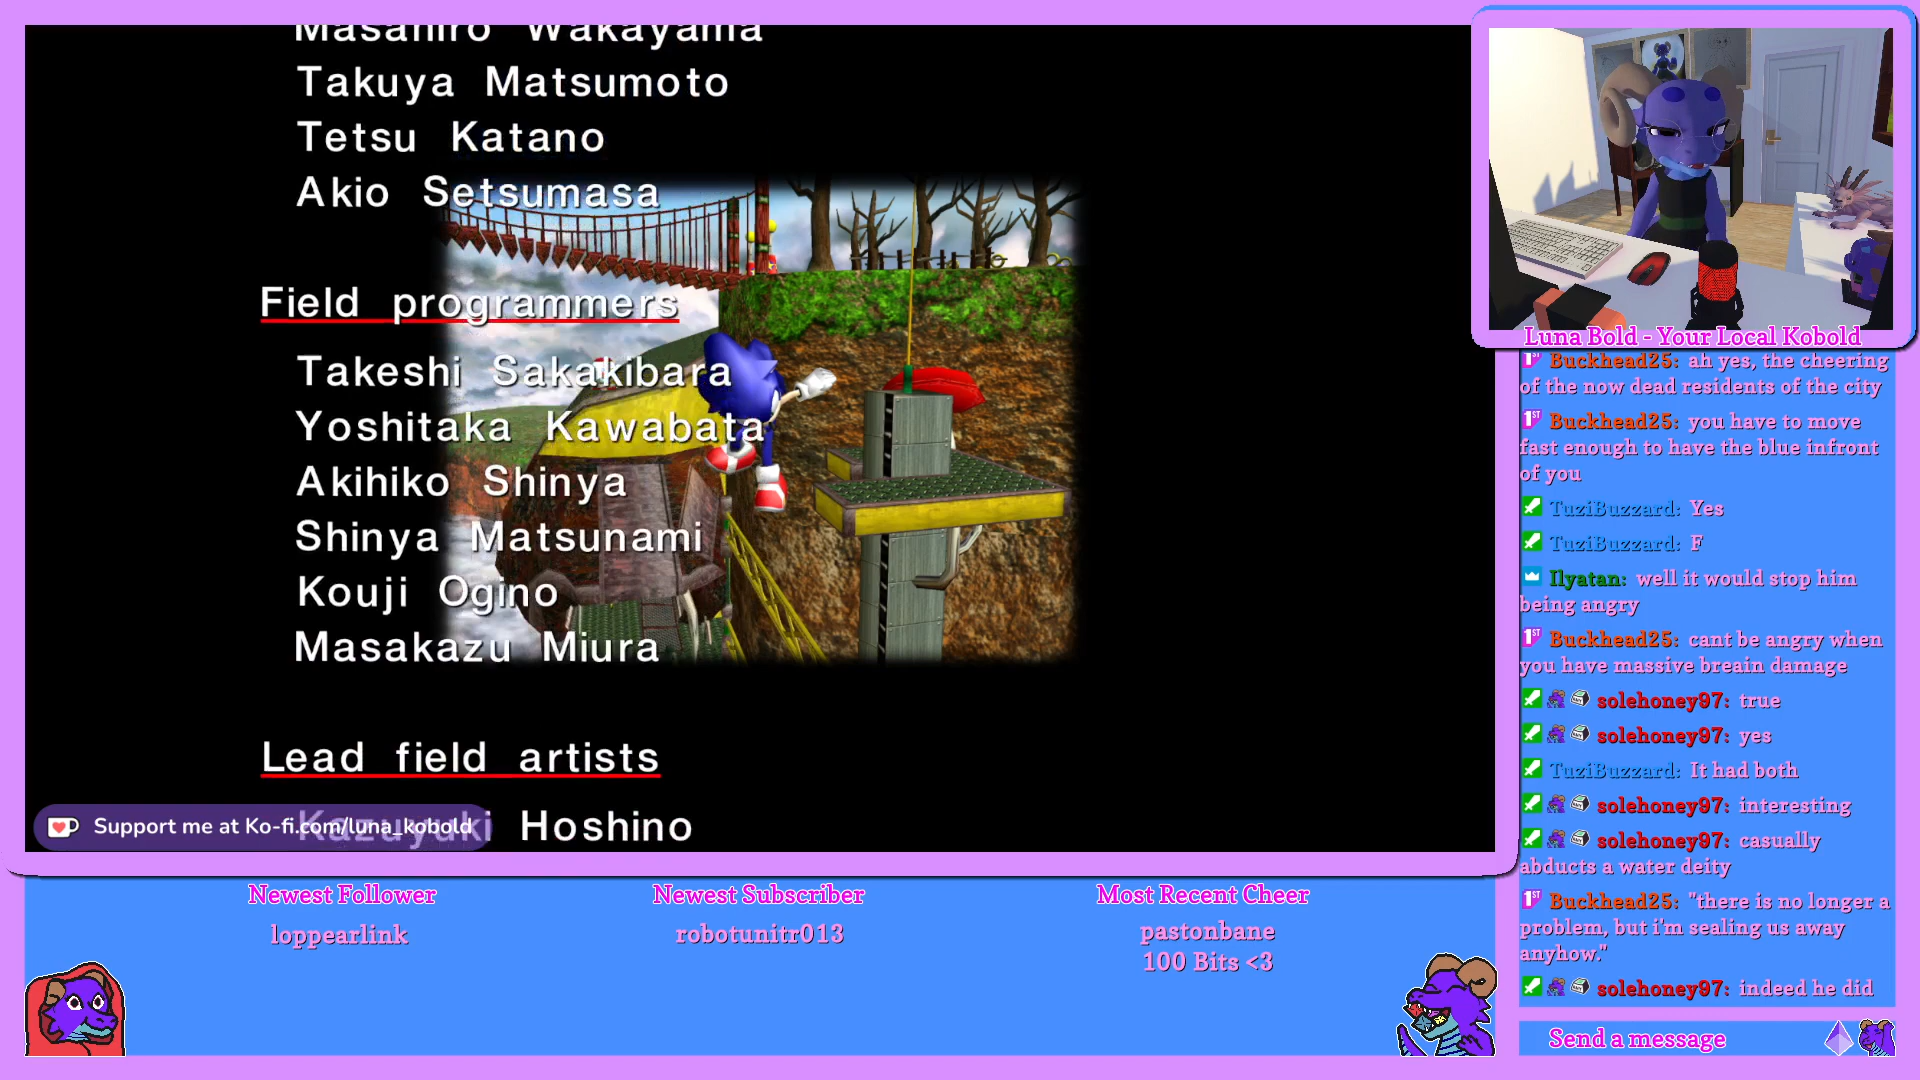 Masahiro Wakayama
Takuya Matsumoto
Tetsu Katano
Akio Setsumasa
Field programmers
Takeshi Sakakibara
Yoshitaka Kawabata
Akihiko Shinya
Shinya Matsunami
Kouji Ogino
Masakazu Miura
Lead field artists
Kazuyuki Hoshino
Support me at Ko-fi.com/luna_kobold
Newest Follower
loppearlink
Newest Subscriber
robotunitr013
Most Recent Cheer
pastonbane
100 Bits <3
Luna Bold - Your Local Kobold
Buckhead25: ah yes, the cheering
of the now dead residents of the city
Buckhead25: you have to move
fast enough to have the blue infront
of you
TuziBuzzard: Yes
TuziBuzzard: F
Ilyatan: well it would stop him
being angry
Buckhead25: cant be angry when
you have massive breain damage
solehoney97: true
solehoney97: yes
TuziBuzzard: It had both
solehoney97: interesting
solehoney97: casually
abducts a water deity
Buckhead25: "there is no longer a
problem, but i'm sealing us away
anyhow."
solehoney97: indeed he did
Send a message